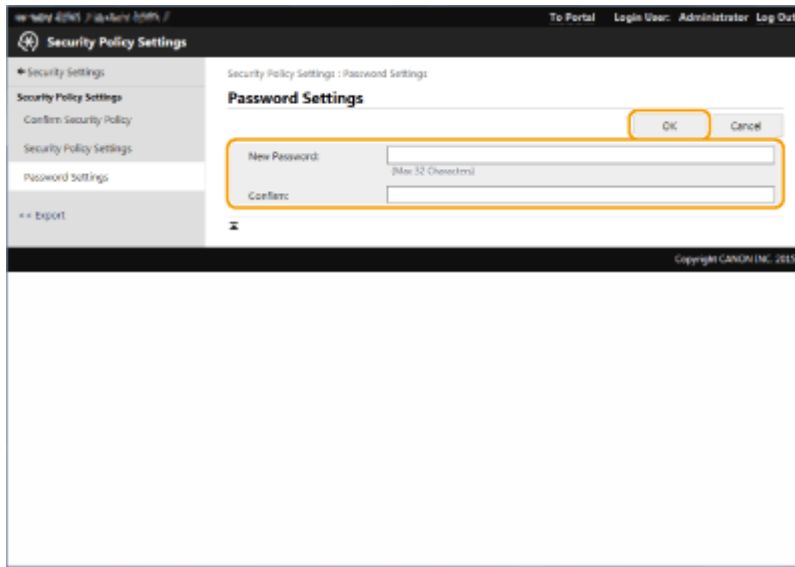 To Portal Login User: Administrator Log Out
Security Policy Settings
Security Settings
Security Policy Settings
Confirm Security Policy
Security Policy Settings
Password Settings
Export
Security Policy Settings : Password Settings
Password Settings
OK Cancel
New Password:
(Max 32 Characters)
Confirm:
Copyright CANON INC. 2015